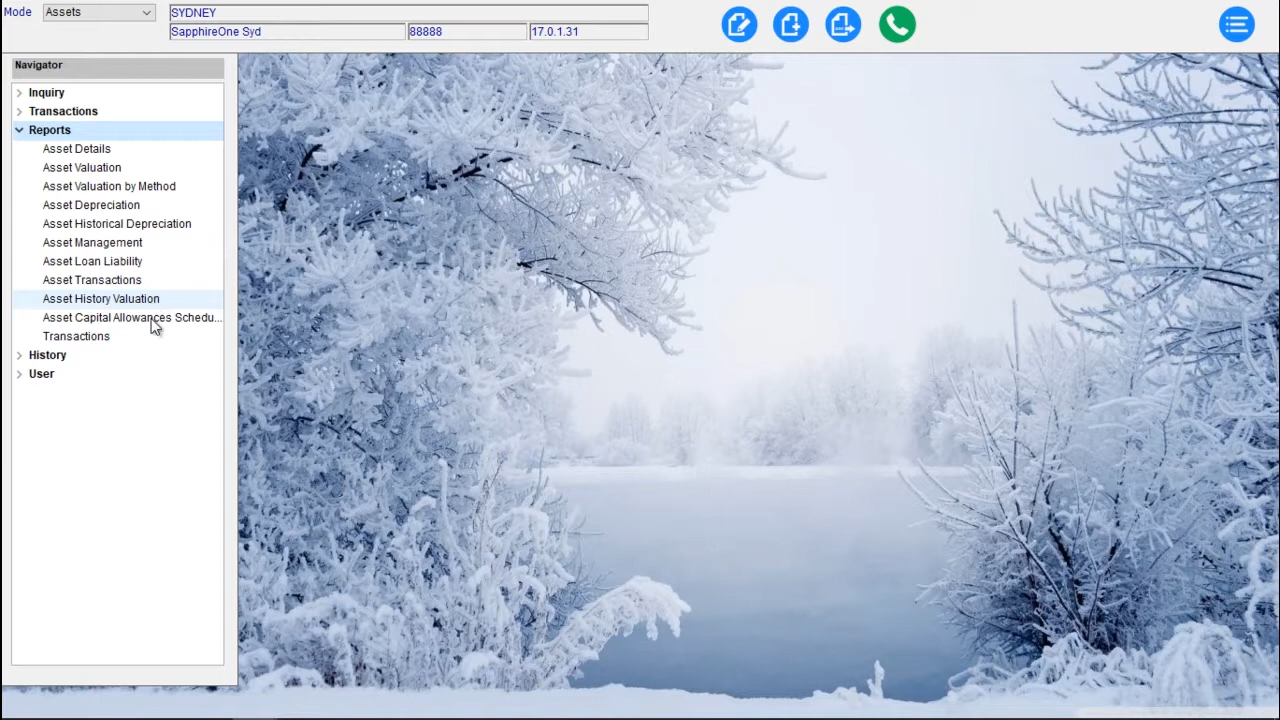 Mode Assets SYDNEY
SapphireOne Syd 88888 17.0.1.31
Navigator
Inquiry
Transactions
Reports
Asset Details
Asset Valuation
Asset Valuation by Method
Asset Depreciation
Asset Historical Depreciation
Asset Management
Asset Loan Liability
Asset Transactions
Asset History Valuation
Asset Capital Allowances Schedu...
Transactions
History
User